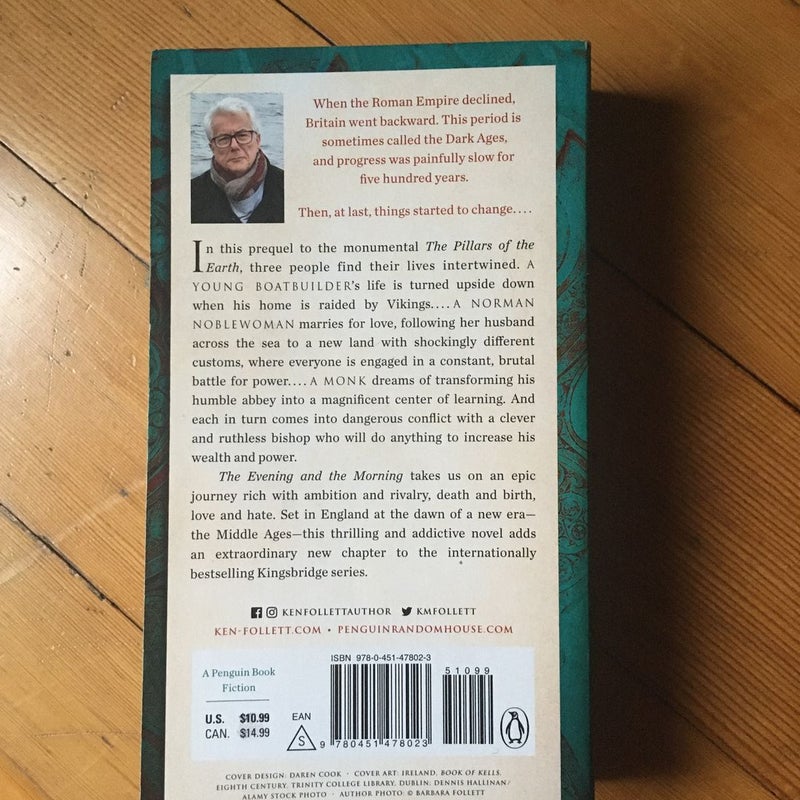 When the Roman Empire declined,
Britain went backward. This period is
sometimes called the Dark Ages,
and progress was painfully slow for
five hundred years.
Then, at last, things started to change....
In this prequel to the monumental The Pillars of the
Earth, three people find their lives intertwined. A
YOUNG BOATBUILDER's life is turned upside down
when his home is raided by Vikings.... A NORMAN
NOBLEWOMAN marries for love, following her husband
across the sea to a new land with shockingly different
customs, where everyone is engaged in a constant, brutal
battle for power.... A MONK dreams of transforming his
humble abbey into a magnificent center of learning. And
each in turn comes into dangerous conflict with a clever
and ruthless bishop who will do anything to increase his
wealth and power.
The Evening and the Morning takes us on an epic
journey rich with ambition and rivalry, death and birth,
love and hate. Set in England at the dawn of a new era—
the Middle Ages—this thrilling and addictive novel adds
an extraordinary new chapter to the internationally
bestselling Kingsbridge series.
KENFOLLETTAUTHOR KMFOLLETT
KEN-FOLLETT.COM • PENGUINRANDOMHOUSE.COM
A Penguin Book
Fiction
U.S. $10.99
CAN. $14.99
EAN
S
ISBN 978-0-451-47802-3
51099
9 780451 478023
COVER DESIGN: DAREN COOK · COVER ART: IRELAND, BOOK OF KELLS,
EIGHTH CENTURY, TRINITY COLLEGE LIBRARY, DUBLIN: DENNIS HALLINAN/
ALAMY STOCK PHOTO · AUTHOR PHOTO: © BARBARA FOLLETT